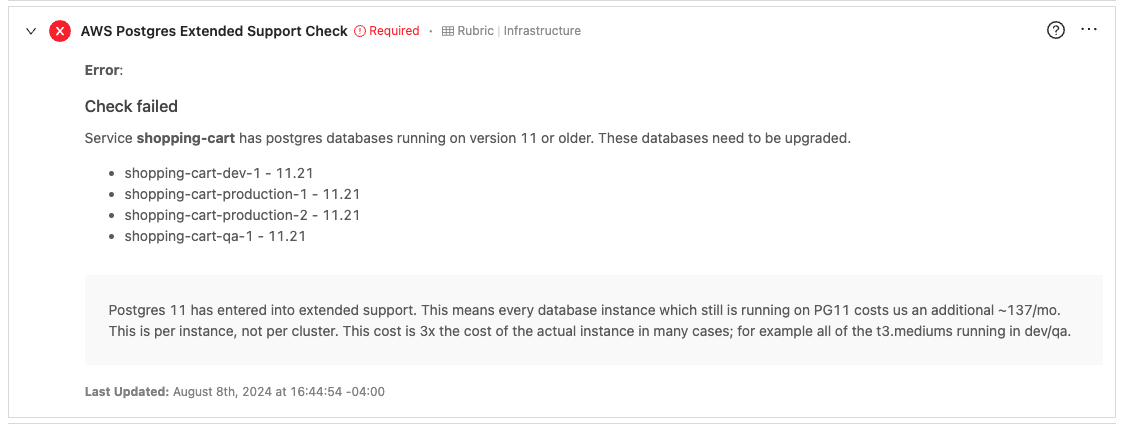 AWS Postgres Extended Support Check Required · Rubric | Infrastructure
Error:
Check failed
Service shopping-cart has postgres databases running on version 11 or older. These databases need to be upgraded.
• shopping-cart-dev-1 - 11.21
• shopping-cart-production-1 - 11.21
• shopping-cart-production-2 - 11.21
• shopping-cart-qa-1 - 11.21
Postgres 11 has entered into extended support. This means every database instance which still is running on PG11 costs us an additional ~137/mo.
This is per instance, not per cluster. This cost is 3x the cost of the actual instance in many cases; for example all of the t3.mediums running in dev/qa.
Last Updated: August 8th, 2024 at 16:44:54 -04:00